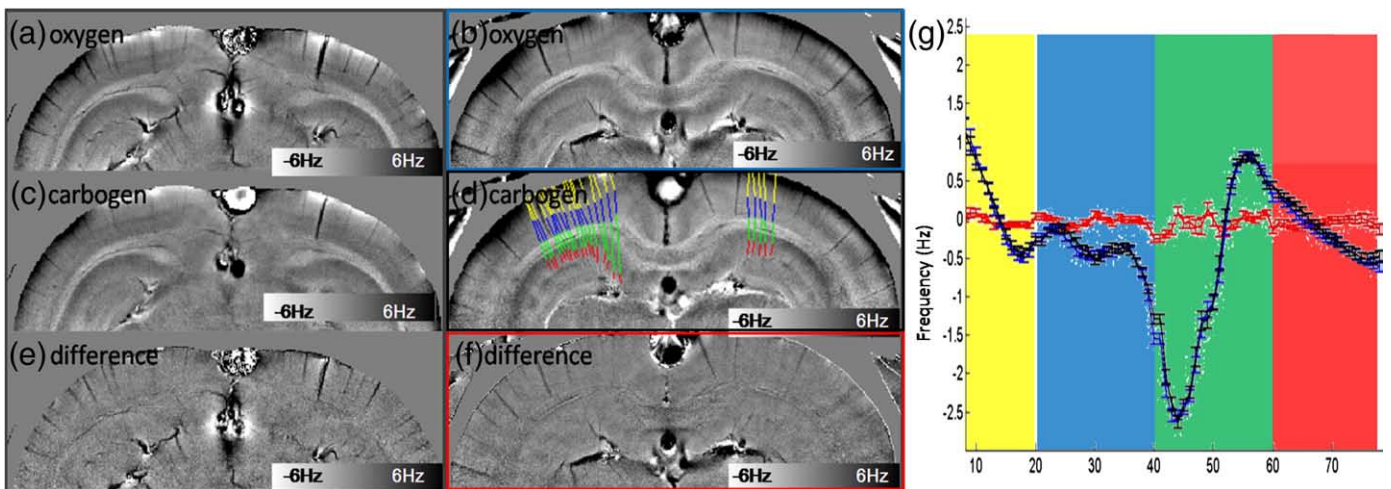 (a) oxygen
-6Hz 6Hz
(b) oxygen
-6Hz 6Hz
(c) carbogen
-6Hz 6Hz
(d) carbogen
-6Hz 6Hz
(e) difference
-6Hz 6Hz
(f) difference
-6Hz 6Hz
(g)
Frequency (Hz)
2.5
2
1.5
1
0.5
0
-0.5
-1
-1.5
-2
-2.5
10 20 30 40 50 60 70